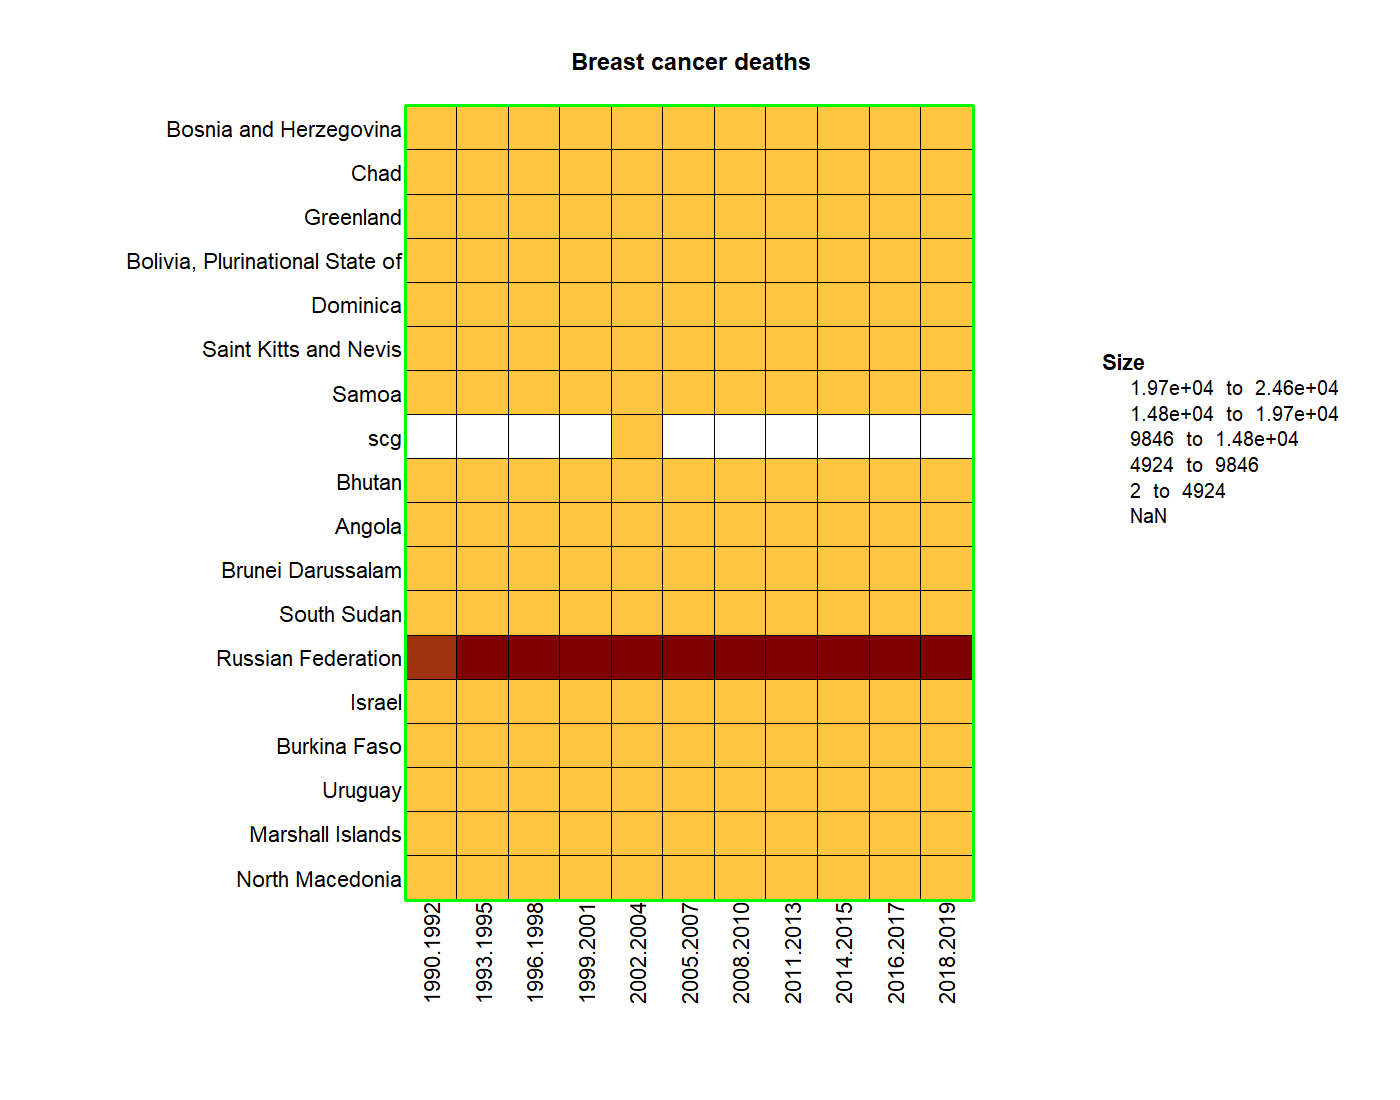 Breast cancer deaths
Bosnia and Herzegovina
Chad
Greenland
Bolivia, Plurinational State of
Dominica
Saint Kitts and Nevis
Samoa
scg
Bhutan
Angola
Brunei Darussalam
South Sudan
Russian Federation
Israel
Burkina Faso
Uruguay
Marshall Islands
North Macedonia
1990.1992
1993.1995
1996.1998
1999.2001
2002.2004
2005.2007
2008.2010
2011.2013
2014.2015
2016.2017
2018.2019
Size
1.97e+04 to 2.46e+04
1.48e+04 to 1.97e+04
9846 to 1.48e+04
4924 to 9846
2 to 4924
NaN